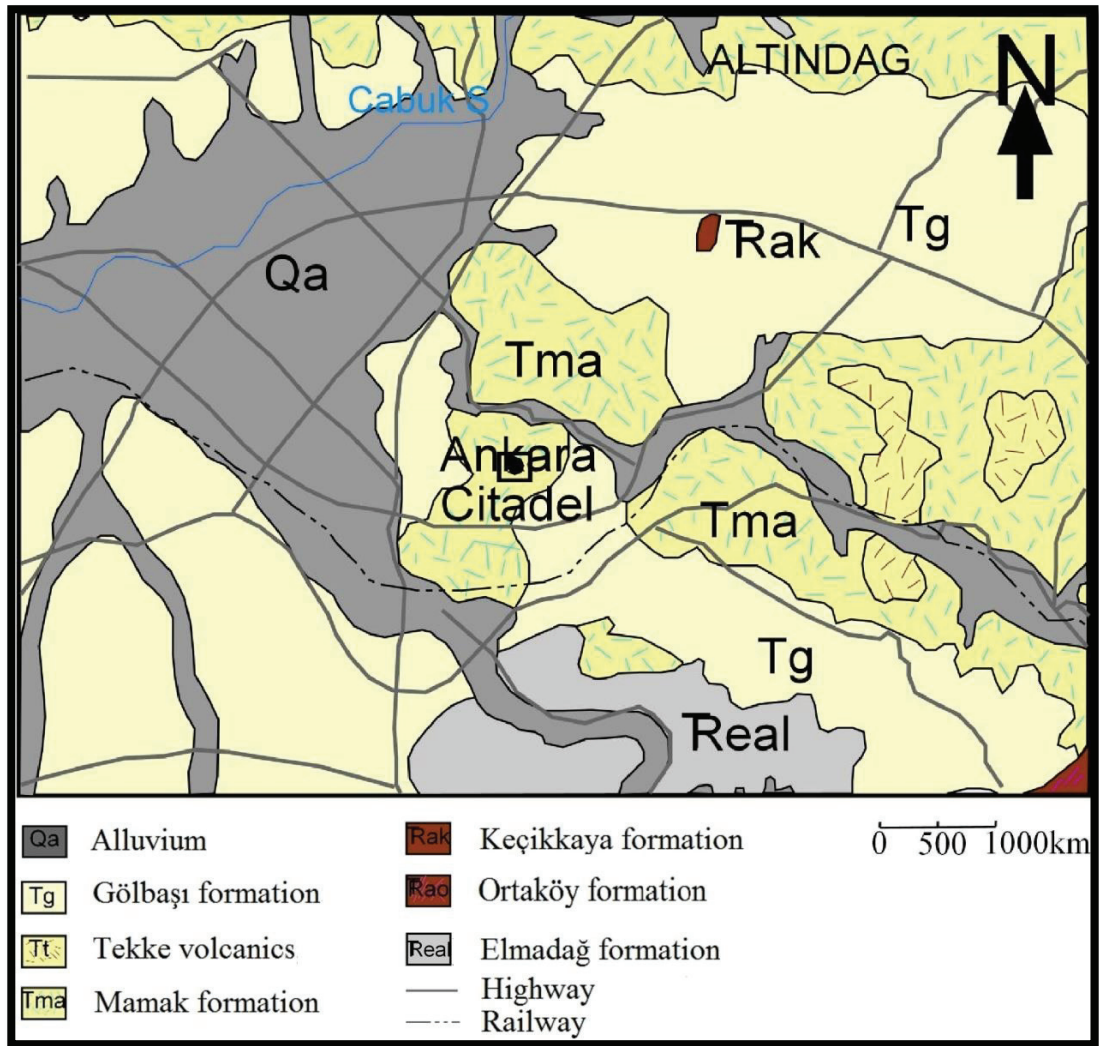 ALTINDAG
N
Cabuk S
Rak
Tg
Qa
Tma
Ankara
Citadel
Tma
Tg
Real
Qa Alluvium
Tg Gölbaşı formation
Tt Tekke volcanics
Tma Mamak formation
Rak Keçikkaya formation
Rao Ortaköy formation
Real Elmadağ formation
Highway
Railway
0 500 1000km